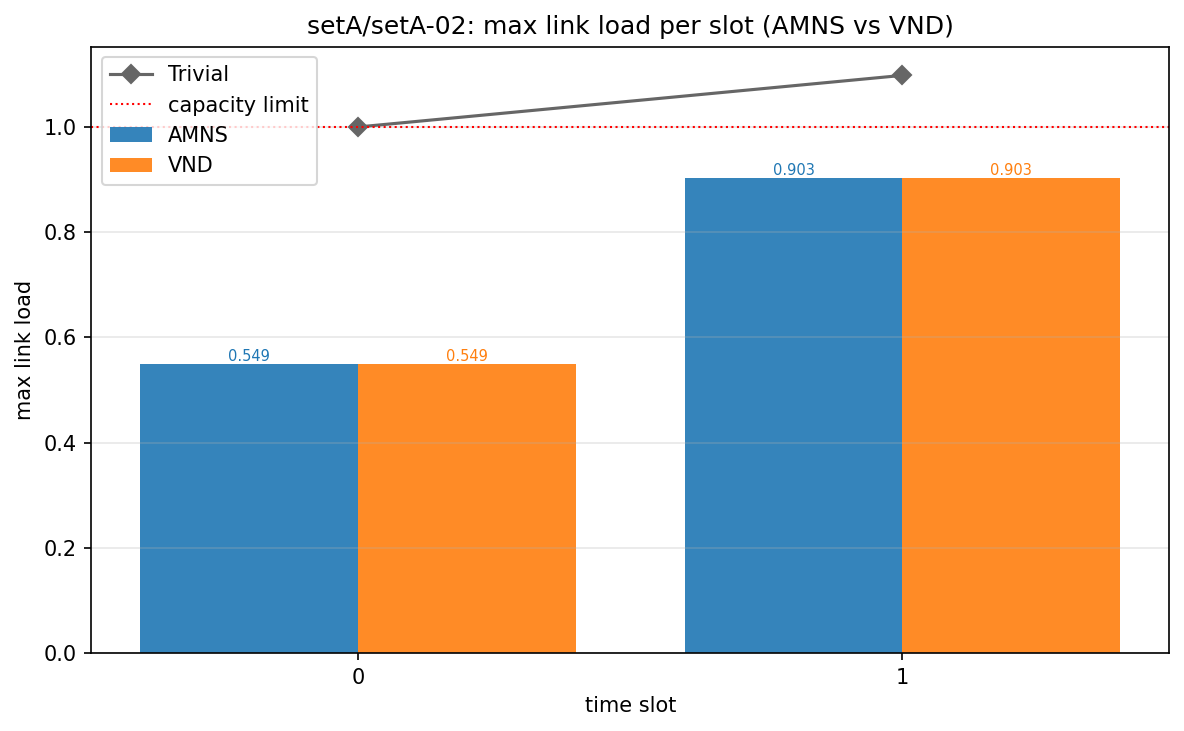 setA/setA-02: max link load per slot (AMNS vs VND)
Trivial
capacity limit
AMNS
VND
1.0
0.8
0.6
0.4
0.2
0.0
max link load
0.549
0.549
0.903
0.903
0
1
time slot